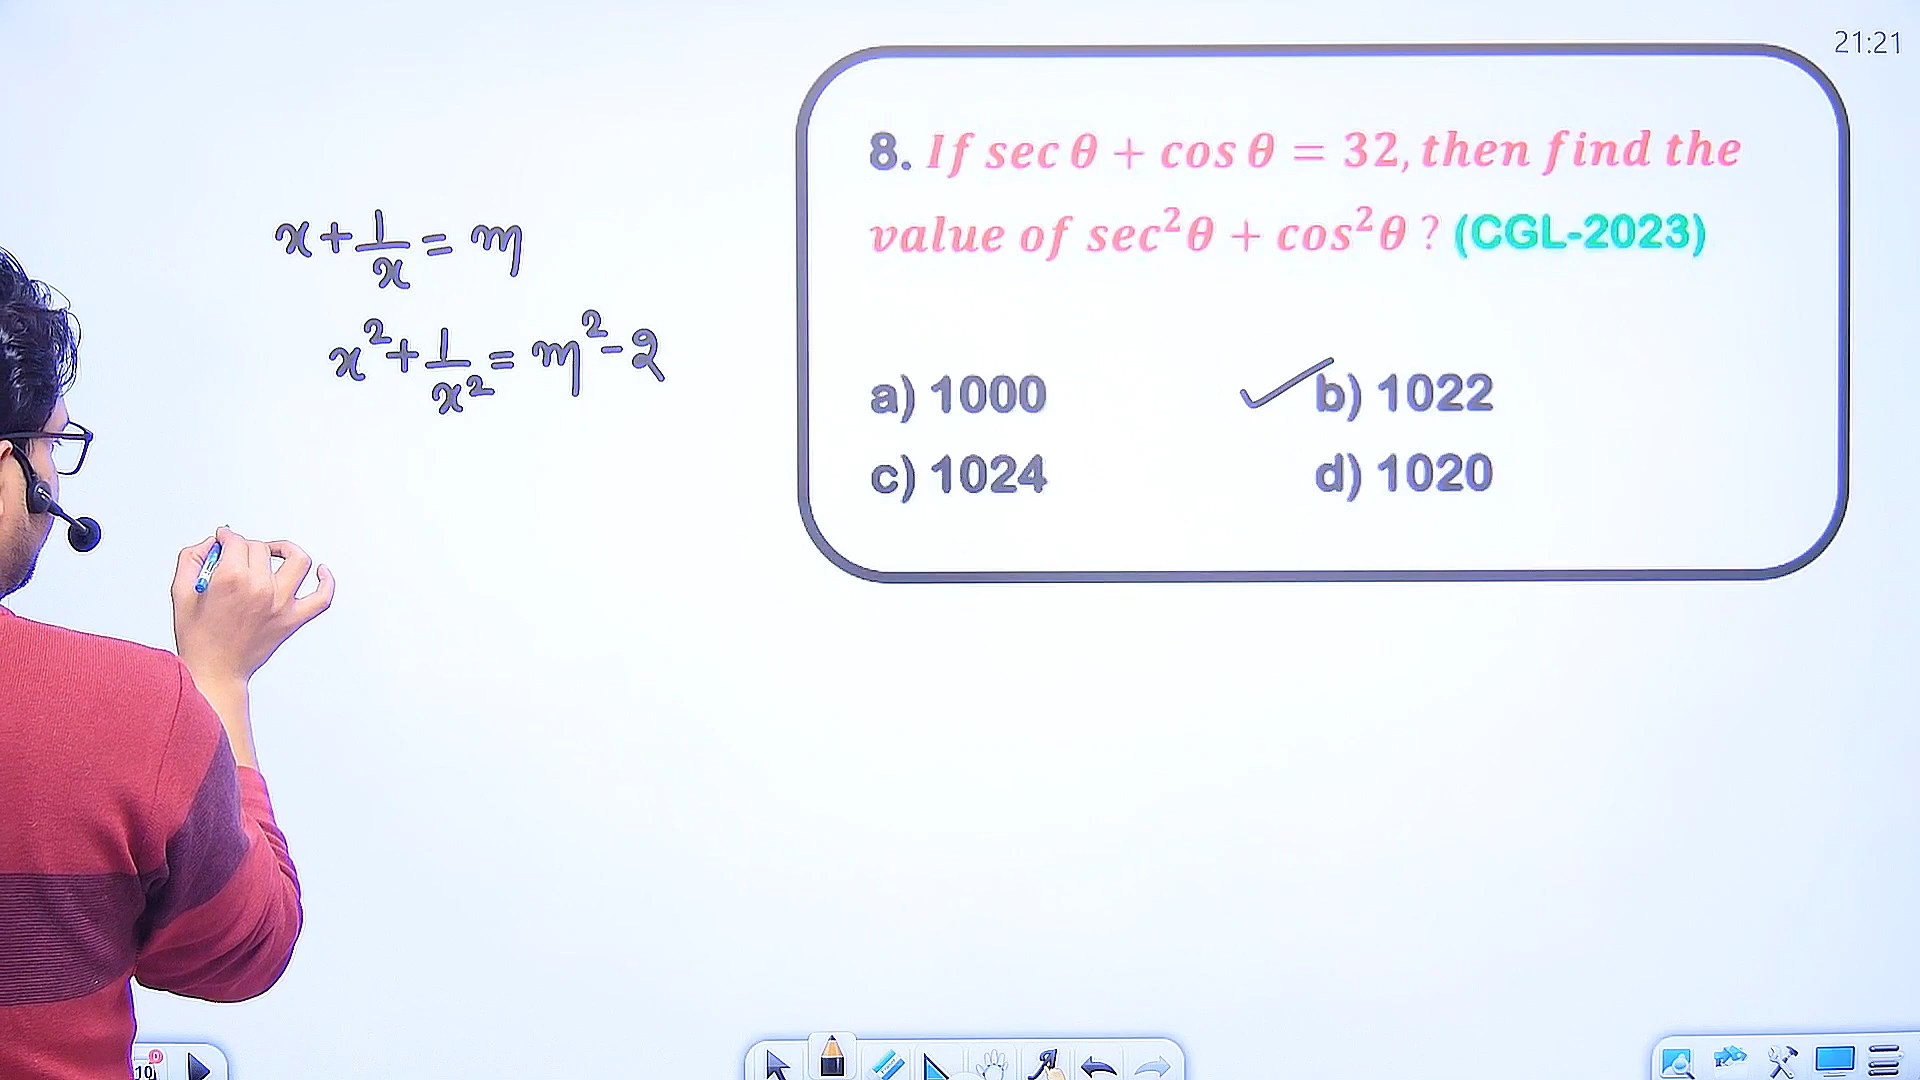 21:21
8. If sec θ + cos θ = 32, then find the
value of sec²θ + cos²θ ? (CGL-2023)
x + 1/x = m
x² + 1/x² = m² - 2
a) 1000 b) 1022
c) 1024 d) 1020
10